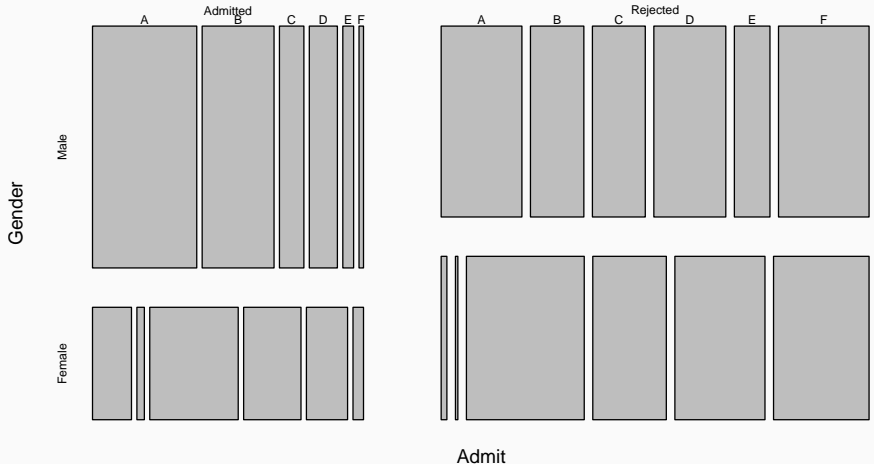 Admitted
Rejected
A B C D E F
A B C D E F
Male
Gender
Female
Admit